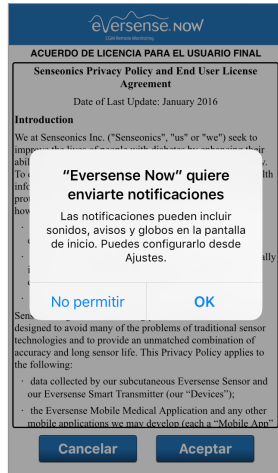 eversense.NOW
CGM Remote Monitoring
ACUERDO DE LICENCIA PARA EL USUARIO FINAL
Senseonics Privacy Policy
and End User License
Agreement
Date of Last Update: January 2016
Introduction
We at Senseonics Inc. ("Senseonics", "us" or "we") seek to
improve the lives of people with diabetes by enhancing their
"Eversense Now" quiere
enviarte notificaciones
Las notificaciones pueden incluir
sonidos, avisos y globos en la pantalla
de inicio. Puedes configurarlo desde
Ajustes.
No permitir
OK
designed to avoid many of the problems of traditional sensor
technologies and to provide an unmatched combination of
accuracy and long sensor life. This Privacy Policy applies to
the following:
· data collected by our subcutaneous Eversense Sensor and
our Eversense Smart Transmitter (our "Devices");
· the Eversense Mobile Medical Application and any other
mobile applications we may develop (each a "Mobile App"
Cancelar
Aceptar